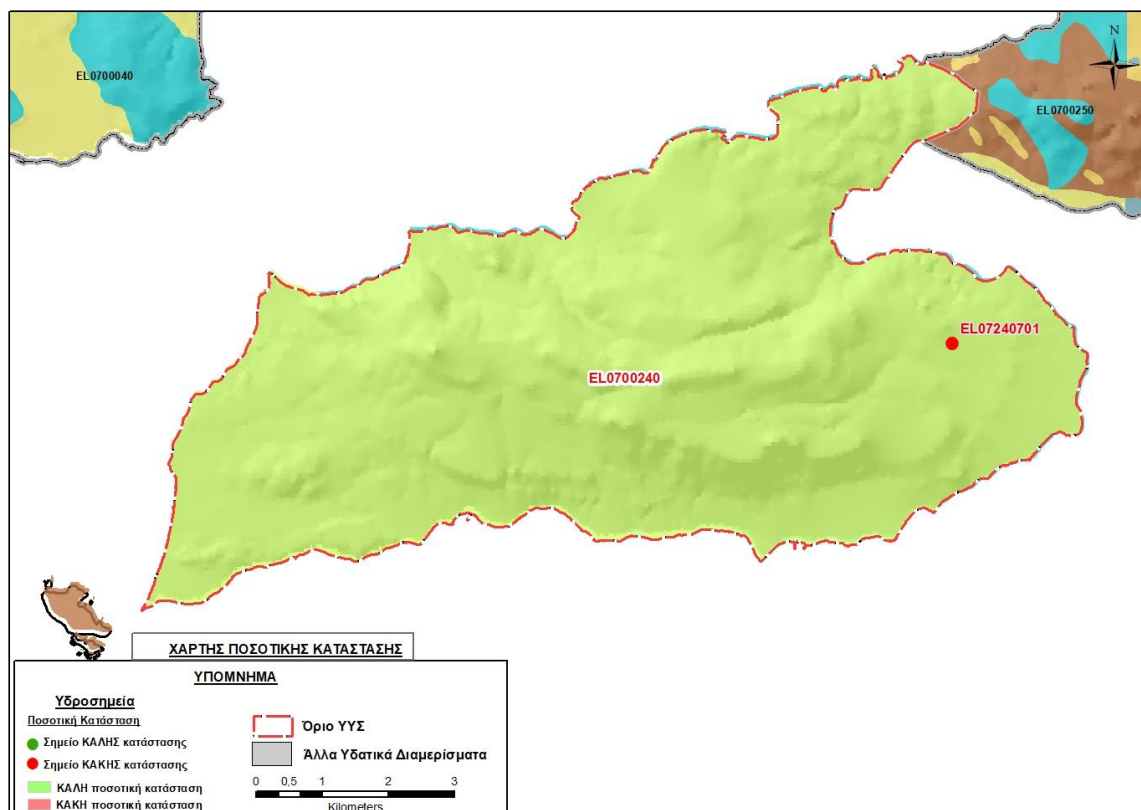 N
EL0700040
EL0700250
EL07240701
EL0700240
ΧΑΡΤΗΣ ΠΟΣΟΤΙΚΗΣ ΚΑΤΑΣΤΑΣΗΣ
ΥΠΟΜΝΗΜΑ
Υδροσημεία
Ποσοτική Κατάσταση
Σημείο ΚΑΛΗΣ κατάστασης
Σημείο ΚΑΚΗΣ κατάστασης
ΚΑΛΗ ποσοτική κατάσταση
ΚΑΚΗ ποσοτική κατάσταση
Όριο ΥΥΣ
Άλλα Υδατικά Διαμερίσματα
0 0,5 1 2 3
Kilometers